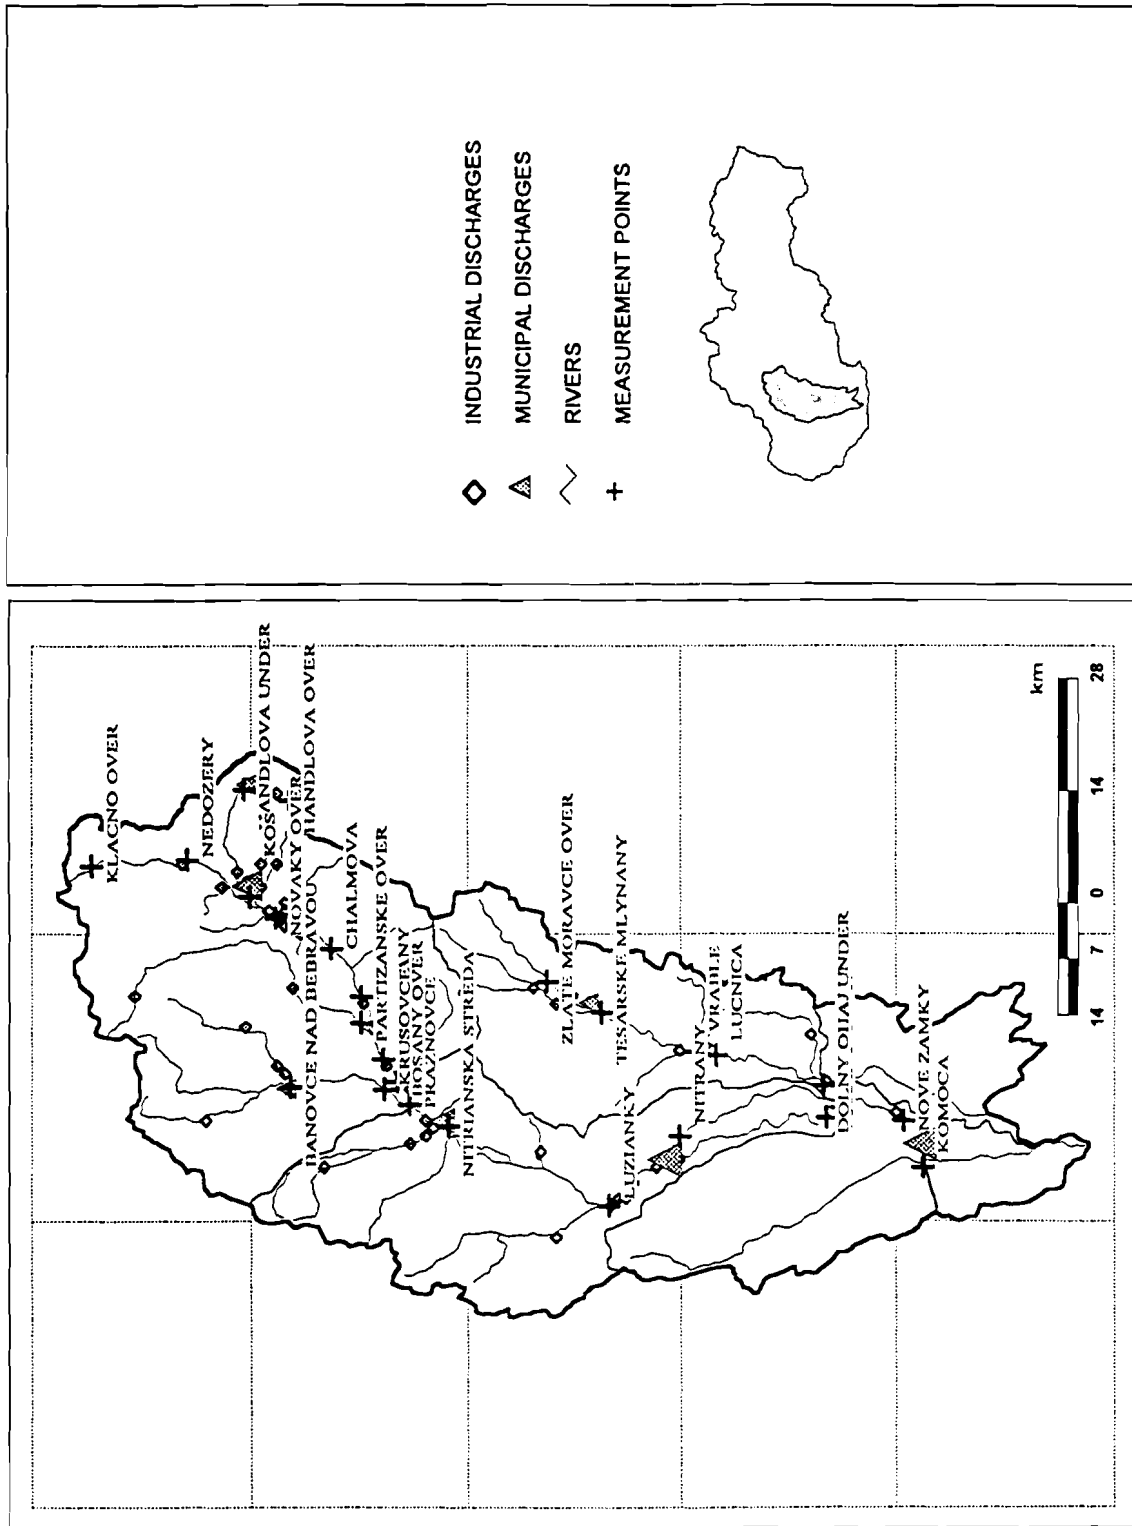 INDUSTRIAL DISCHARGES
MUNICIPAL DISCHARGES
RIVERS
MEASUREMENT POINTS
KLACNO OVER
NEDOZERY
KOS
ANDLOVA UNDER
HANDLOVA OVER
NOVAKY OVER
BANOVCE NAD BEBRAVOU
CHALMOVA
PARTIZANSKE OVER
KRUSOVCEANY
BOSANY OVER
PRAZNOVCE
NITRIANSKA STREDA
ZLATE MORAVCE OVER
TESARSKE MLYNANY
LUZIANKY
NITRANY
VRABLE
LUCNICA
DOLNY OHAJ UNDER
NOVE ZAMKY
KOMOCA
km
14 7 0 14 28